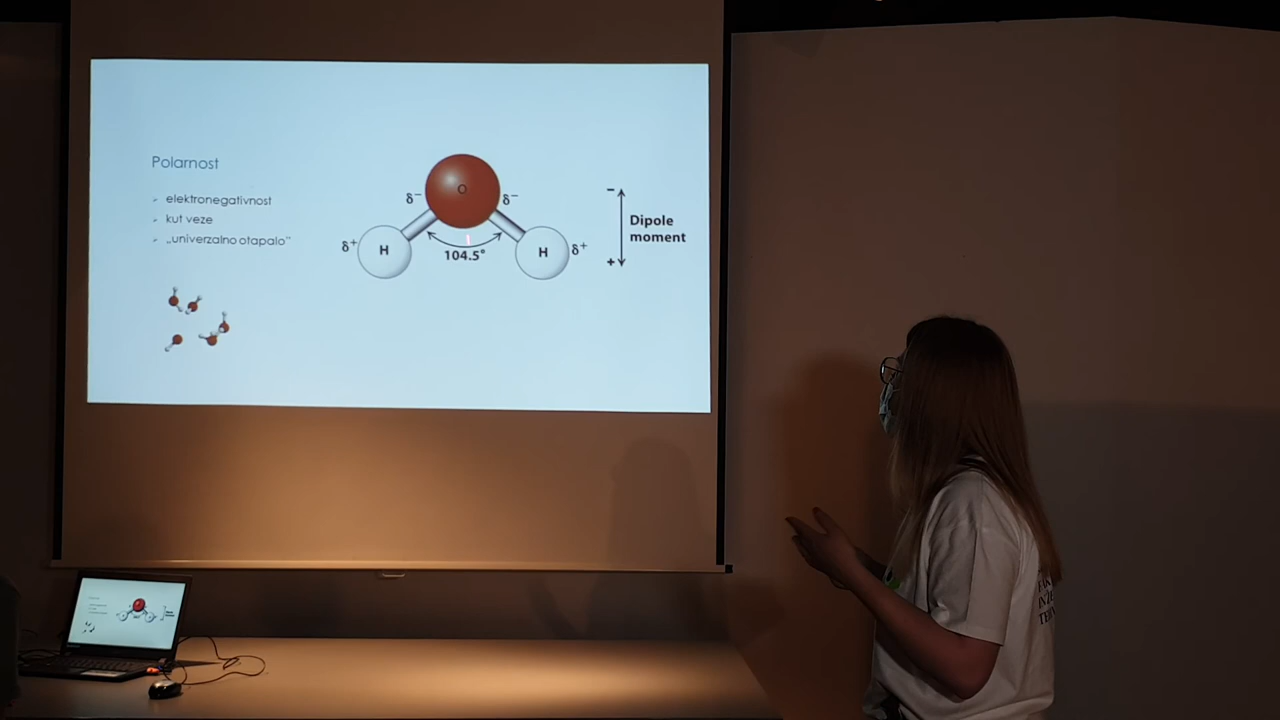 Polarnost
elektronegativnost
kut veze
„univerzalno otapalo”
O
δ⁻ δ⁻
H H
δ⁺ δ⁺
104.5°
-
Dipole
moment
+